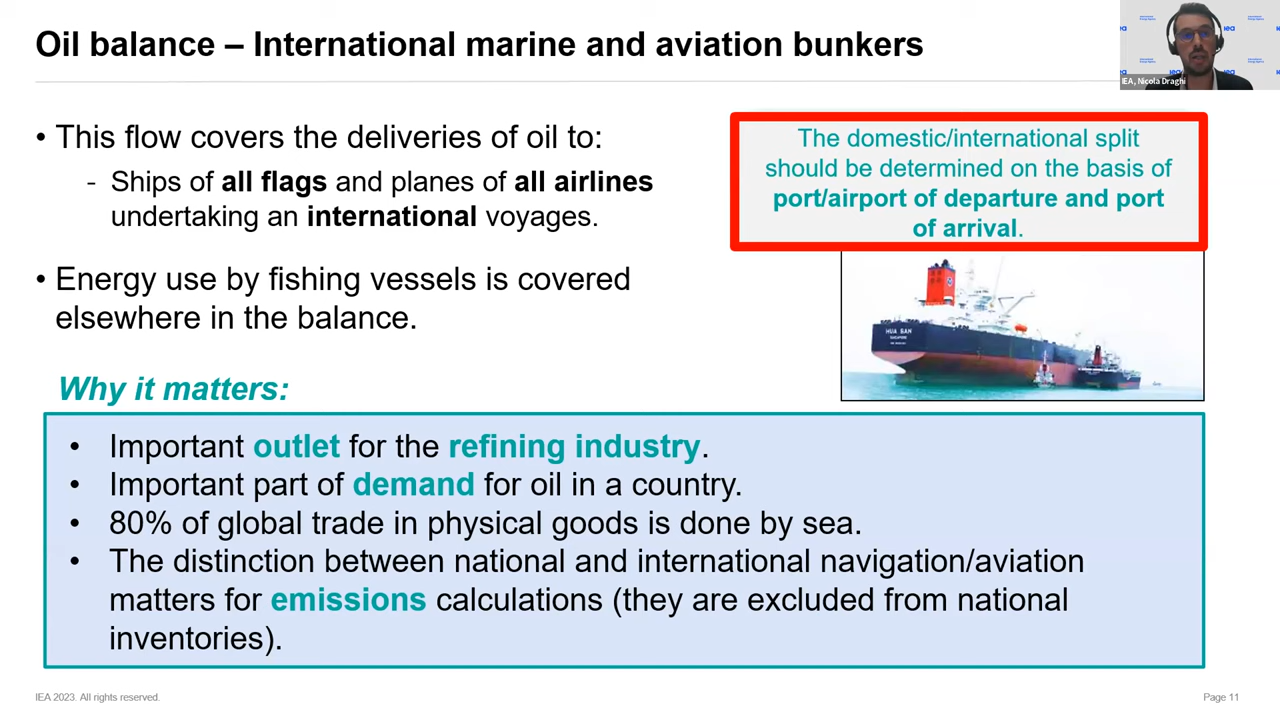 Oil balance – International marine and aviation bunkers
IEA, Nicola Draghi
• This flow covers the deliveries of oil to:
- Ships of all flags and planes of all airlines
undertaking an international voyages.
• Energy use by fishing vessels is covered
elsewhere in the balance.
The domestic/international split
should be determined on the basis of
port/airport of departure and port
of arrival.
HUA SAN
Why it matters:
• Important outlet for the refining industry.
• Important part of demand for oil in a country.
• 80% of global trade in physical goods is done by sea.
• The distinction between national and international navigation/aviation
matters for emissions calculations (they are excluded from national
inventories).
IEA 2023. All rights reserved.
Page 11